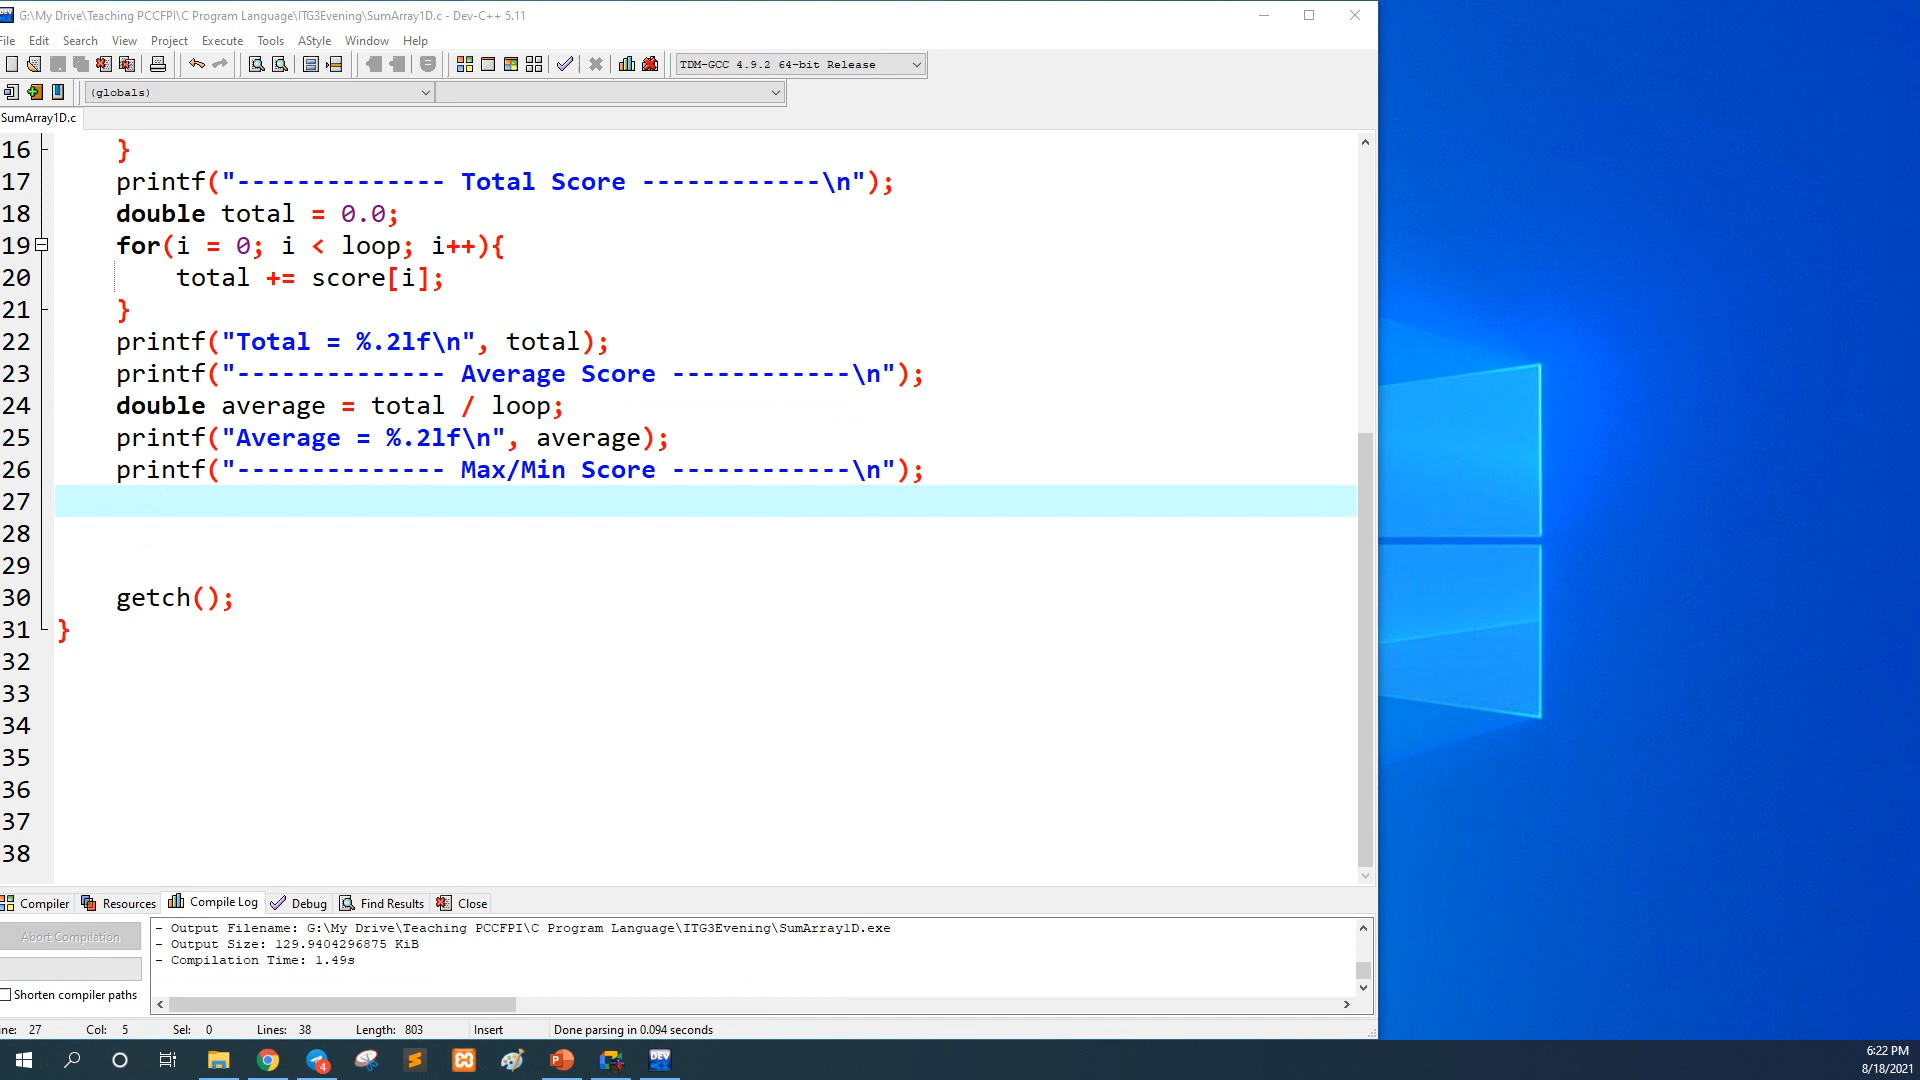 G:\My Drive\Teaching PCCFPI\C Program Language\ITG3Evening\SumArray1D.c - Dev-C++ 5.11
File Edit Search View Project Execute Tools AStyle Window Help
TDM-GCC 4.9.2 64-bit Release
(globals)
SumArray1D.c
16 }
17 printf("-------------- Total Score ------------\n");
18 double total = 0.0;
19 for(i = 0; i < loop; i++){
20 total += score[i];
21 }
22 printf("Total = %.2lf\n", total);
23 printf("-------------- Average Score ------------\n");
24 double average = total / loop;
25 printf("Average = %.2lf\n", average);
26 printf("-------------- Max/Min Score ------------\n");
27
28
29
30 getch();
31 }
32
33
34
35
36
37
38
Compiler Resources Compile Log Debug Find Results Close
Abort Compilation
Shorten compiler paths
- Output Filename: G:\My Drive\Teaching PCCFPI\C Program Language\ITG3Evening\SumArray1D.exe
- Output Size: 129.9404296875 KiB
- Compilation Time: 1.49s
ine: 27 Col: 5 Sel: 0 Lines: 38 Length: 803 Insert Done parsing in 0.094 seconds
4
DEV
6:22 PM
8/18/2021